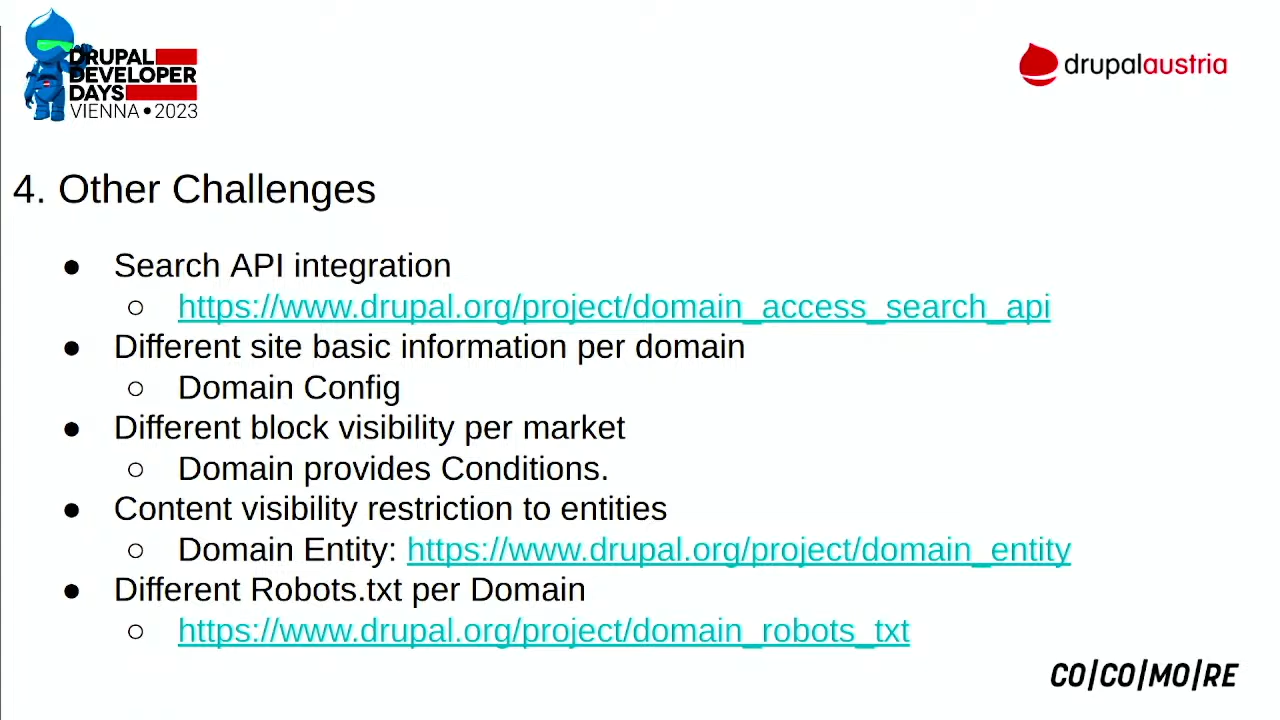 DRUPAL
DEVELOPER
DAYS
VIENNA • 2023
drupalaustria
4. Other Challenges
● Search API integration
○ https://www.drupal.org/project/domain_access_search_api
● Different site basic information per domain
○ Domain Config
● Different block visibility per market
○ Domain provides Conditions.
● Content visibility restriction to entities
○ Domain Entity: https://www.drupal.org/project/domain_entity
● Different Robots.txt per Domain
○ https://www.drupal.org/project/domain_robots_txt
CO|CO|MO|RE